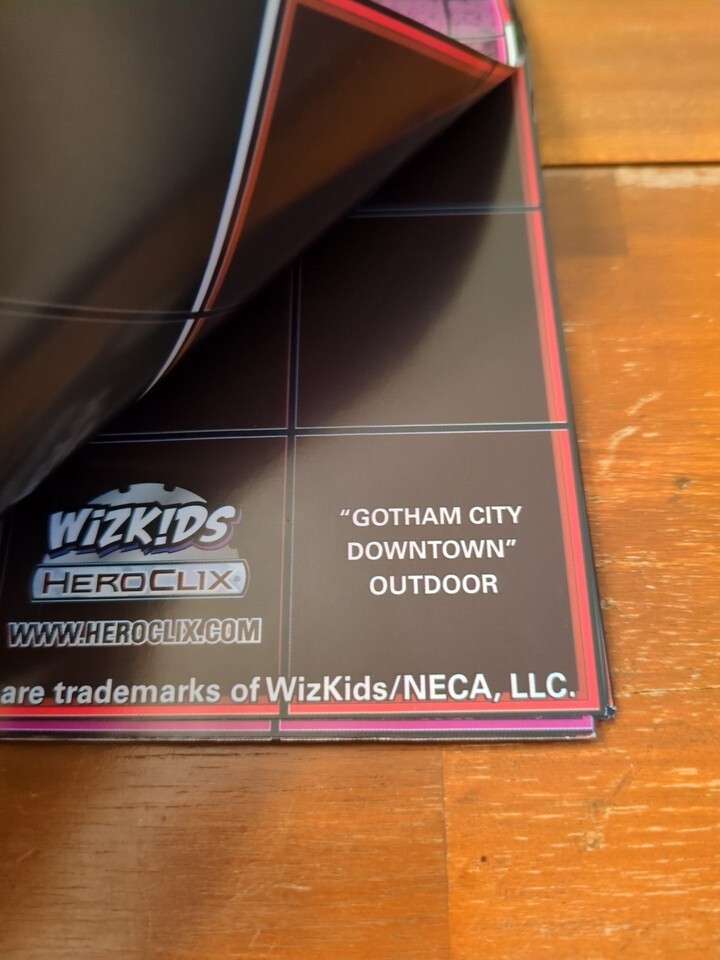 WIZKIDS
HEROCLIX®
WWW.HEROCLIX.COM
"GOTHAM CITY
DOWNTOWN"
OUTDOOR
are trademarks of WizKids/NECA, LLC.